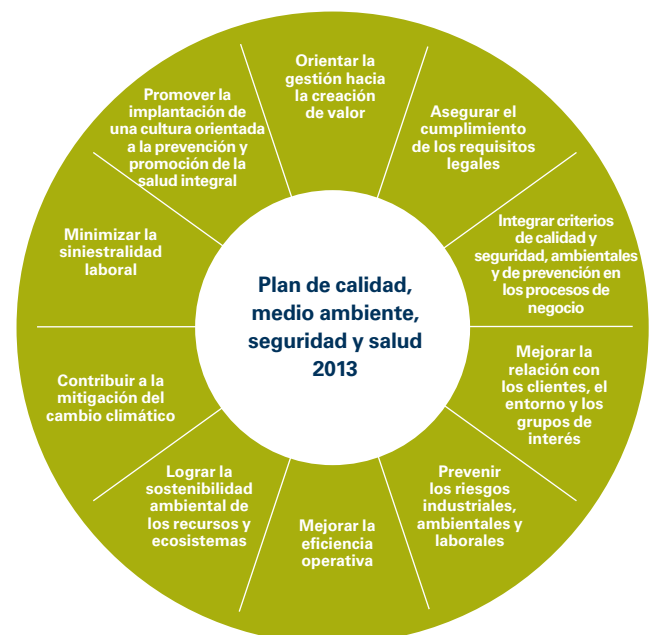 Orientar la
gestión hacia
la creación
de valor
Asegurar el
cumplimiento
de los requisitos
legales
Integrar criterios
de calidad y
seguridad, ambientales
y de prevención en
los procesos de
negocio
Mejorar la
relación con
los clientes, el
entorno y los
grupos de
interés
Prevenir
los riesgos
industriales,
ambientales y
laborales
Mejorar la
eficiencia
operativa
Lograr la
sostenibilidad
ambiental de
los recursos y
ecosistemas
Contribuir a la
mitigación del
cambio climático
Minimizar la
siniestralidad
laboral
Promover la
implantación de
una cultura orientada
a la prevención y
promoción de la
salud integral
Plan de calidad,
medio ambiente,
seguridad y salud
2013